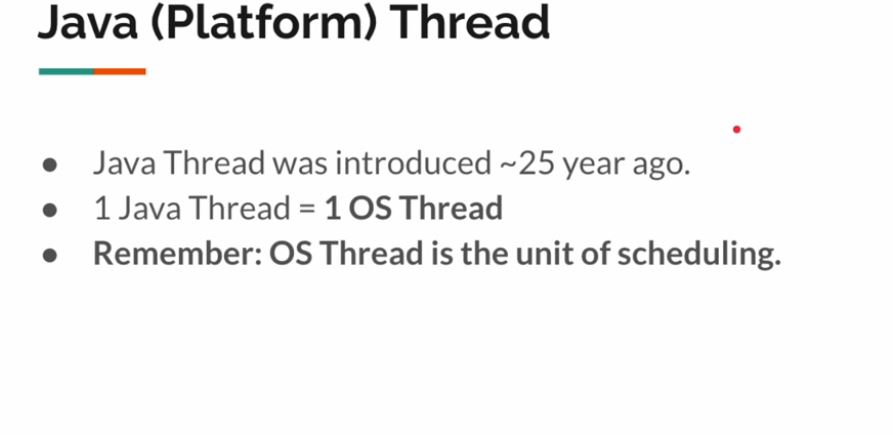 Java (Platform) Thread
● Java Thread was introduced ~25 year ago.
● 1 Java Thread = 1 OS Thread
● Remember: OS Thread is the unit of scheduling.